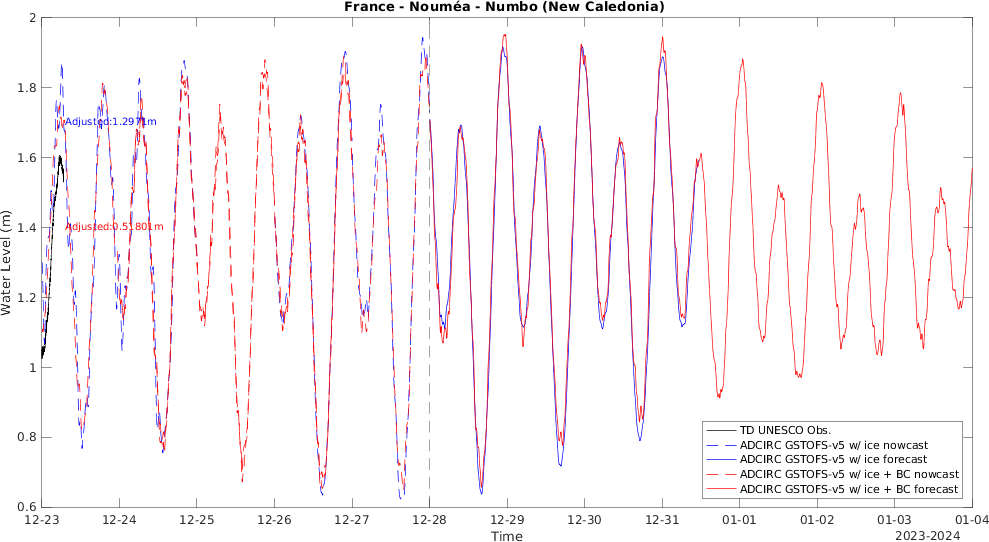 France - Nouméa - Numbo (New Caledonia)
2
1.8
1.6
1.4
1.2
1
0.8
0.6
Water Level (m)
Adjusted:1.2971m
Adjusted:0.51801m
TD UNESCO Obs.
ADCIRC GSTOFS-v5 w/ ice nowcast
ADCIRC GSTOFS-v5 w/ ice forecast
ADCIRC GSTOFS-v5 w/ ice + BC nowcast
ADCIRC GSTOFS-v5 w/ ice + BC forecast
12-23 12-24 12-25 12-26 12-27 12-28 12-29 12-30 12-31 01-01 01-02 01-03 01-04
Time
2023-2024